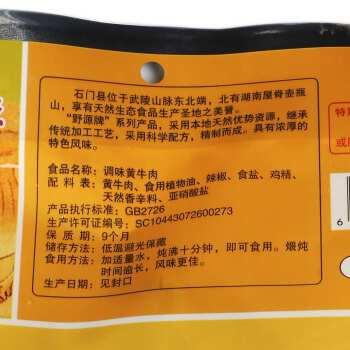 石门县位于武陵山脉东北端，北有湖南屋脊壶瓶
山，享有天然生态食品生产圣地之美誉。
“野源牌”系列产品，采用本地天然优势资源，继承
传统加工工艺，采用科学配方，精制而成。具有浓厚的
特色风味。
食品名称：调味黄牛肉
配 料 表：黄牛肉、食用植物油、辣椒、食盐、鸡精、
天然香辛料、亚硝酸盐
产品执行标准：GB2726
生产许可证编号：SC10443072600273
保 质 期：9个月
储存方法：低温避光保藏
食用方法：加适量水，炖沸十分钟，即可食用。煨炖
时间逾长，风味更佳。
生产日期：见封口
6